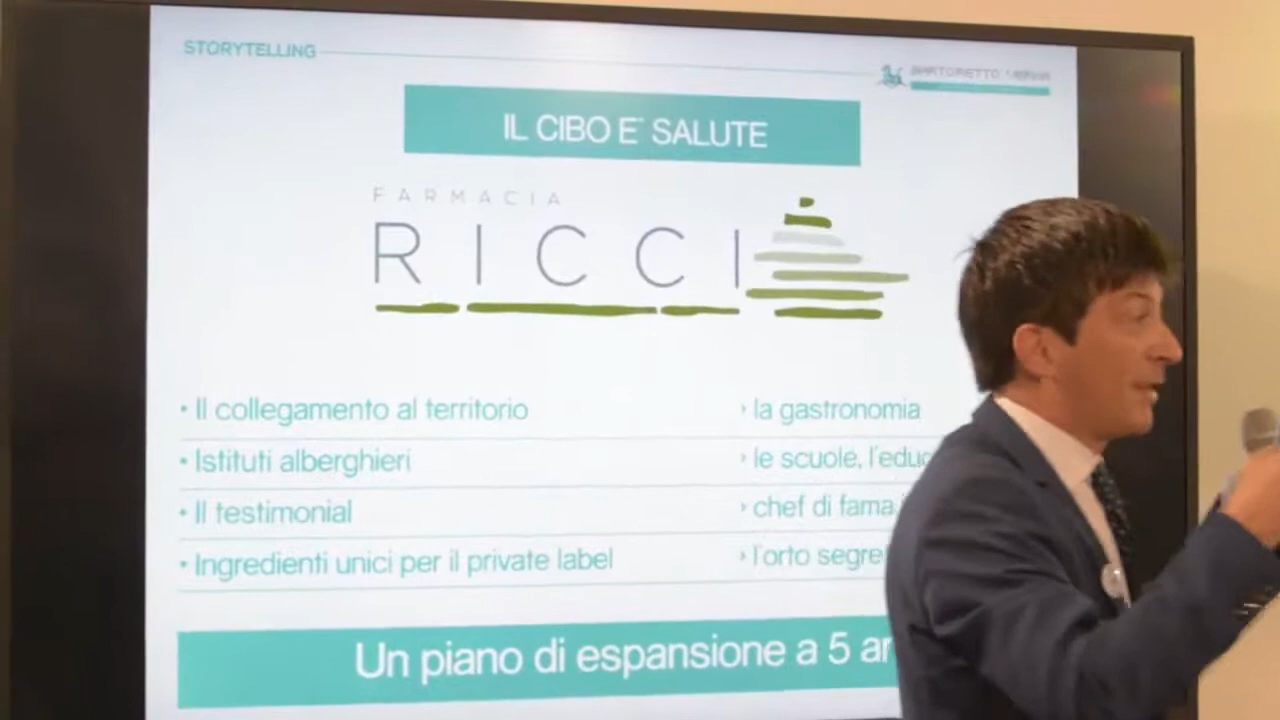 STORYTELLING
IL CIBO E' SALUTE
FARMACIA
RICCI
• Il collegamento al territorio
› la gastronomia
• Istituti alberghieri
› le scuole, l'educ
• Il testimonial
› chef di fama
• Ingredienti unici per il private label
› l'orto segre
Un piano di espansione a 5 an